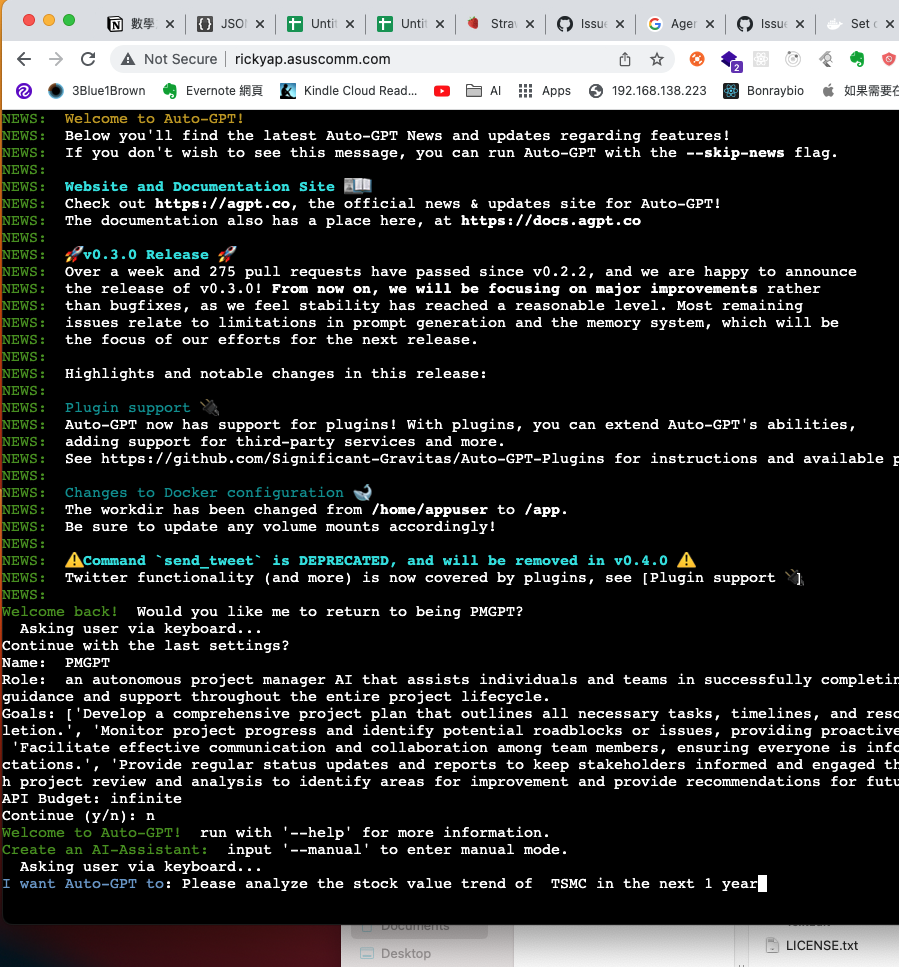 數學
JSO
Untit
Untit
Strav
Issue
Ager
Issue
Set
Not Secure
rickyap.asuscomm.com
2
3Blue1Brown
Evernote 網頁
Kindle Cloud Read...
AI
Apps
192.168.138.223
Bonraybio
如果需要在
NEWS: Welcome to Auto-GPT!
NEWS: Below you'll find the latest Auto-GPT News and updates regarding features!
NEWS: If you don't wish to see this message, you can run Auto-GPT with the --skip-news flag.
NEWS:
NEWS: Website and Documentation Site 📰📖
NEWS: Check out https://agpt.co, the official news & updates site for Auto-GPT!
NEWS: The documentation also has a place here, at https://docs.agpt.co
NEWS:
NEWS: 🚀v0.3.0 Release 🚀
NEWS: Over a week and 275 pull requests have passed since v0.2.2, and we are happy to announce
NEWS: the release of v0.3.0! From now on, we will be focusing on major improvements rather
NEWS: than bugfixes, as we feel stability has reached a reasonable level. Most remaining
NEWS: issues relate to limitations in prompt generation and the memory system, which will be
NEWS: the focus of our efforts for the next release.
NEWS:
NEWS: Highlights and notable changes in this release:
NEWS:
NEWS: Plugin support 🔌
NEWS: Auto-GPT now has support for plugins! With plugins, you can extend Auto-GPT's abilities,
NEWS: adding support for third-party services and more.
NEWS: See https://github.com/Significant-Gravitas/Auto-GPT-Plugins for instructions and available p
NEWS:
NEWS: Changes to Docker configuration 🐋
NEWS: The workdir has been changed from /home/appuser to /app.
NEWS: Be sure to update any volume mounts accordingly!
NEWS:
NEWS: ⚠️Command `send_tweet` is DEPRECATED, and will be removed in v0.4.0 ⚠️
NEWS: Twitter functionality (and more) is now covered by plugins, see [Plugin support 🔌]
NEWS:
Welcome back! Would you like me to return to being PMGPT?
Asking user via keyboard...
Continue with the last settings?
Name: PMGPT
Role: an autonomous project manager AI that assists individuals and teams in successfully completin
guidance and support throughout the entire project lifecycle.
Goals: ['Develop a comprehensive project plan that outlines all necessary tasks, timelines, and reso
letion.', 'Monitor project progress and identify potential roadblocks or issues, providing proactive
'Facilitate effective communication and collaboration among team members, ensuring everyone is info
ctations.', 'Provide regular status updates and reports to keep stakeholders informed and engaged th
h project review and analysis to identify areas for improvement and provide recommendations for futu
API Budget: infinite
Continue (y/n): n
Welcome to Auto-GPT! run with '--help' for more information.
Create an AI-Assistant: input '--manual' to enter manual mode.
Asking user via keyboard...
I want Auto-GPT to: Please analyze the stock value trend of TSMC in the next 1 year
Documents
Desktop
LICENSE.txt